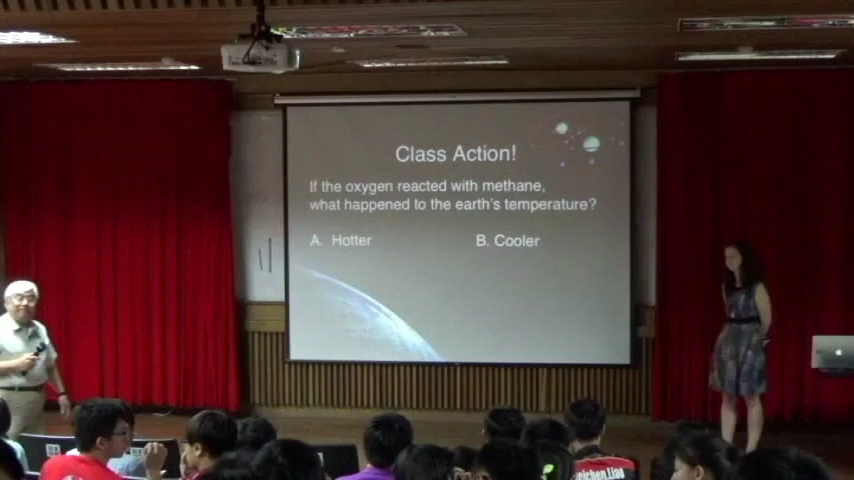 Class Action!
If the oxygen reacted with methane,
what happened to the earth's temperature?
A. Hotter
B. Cooler